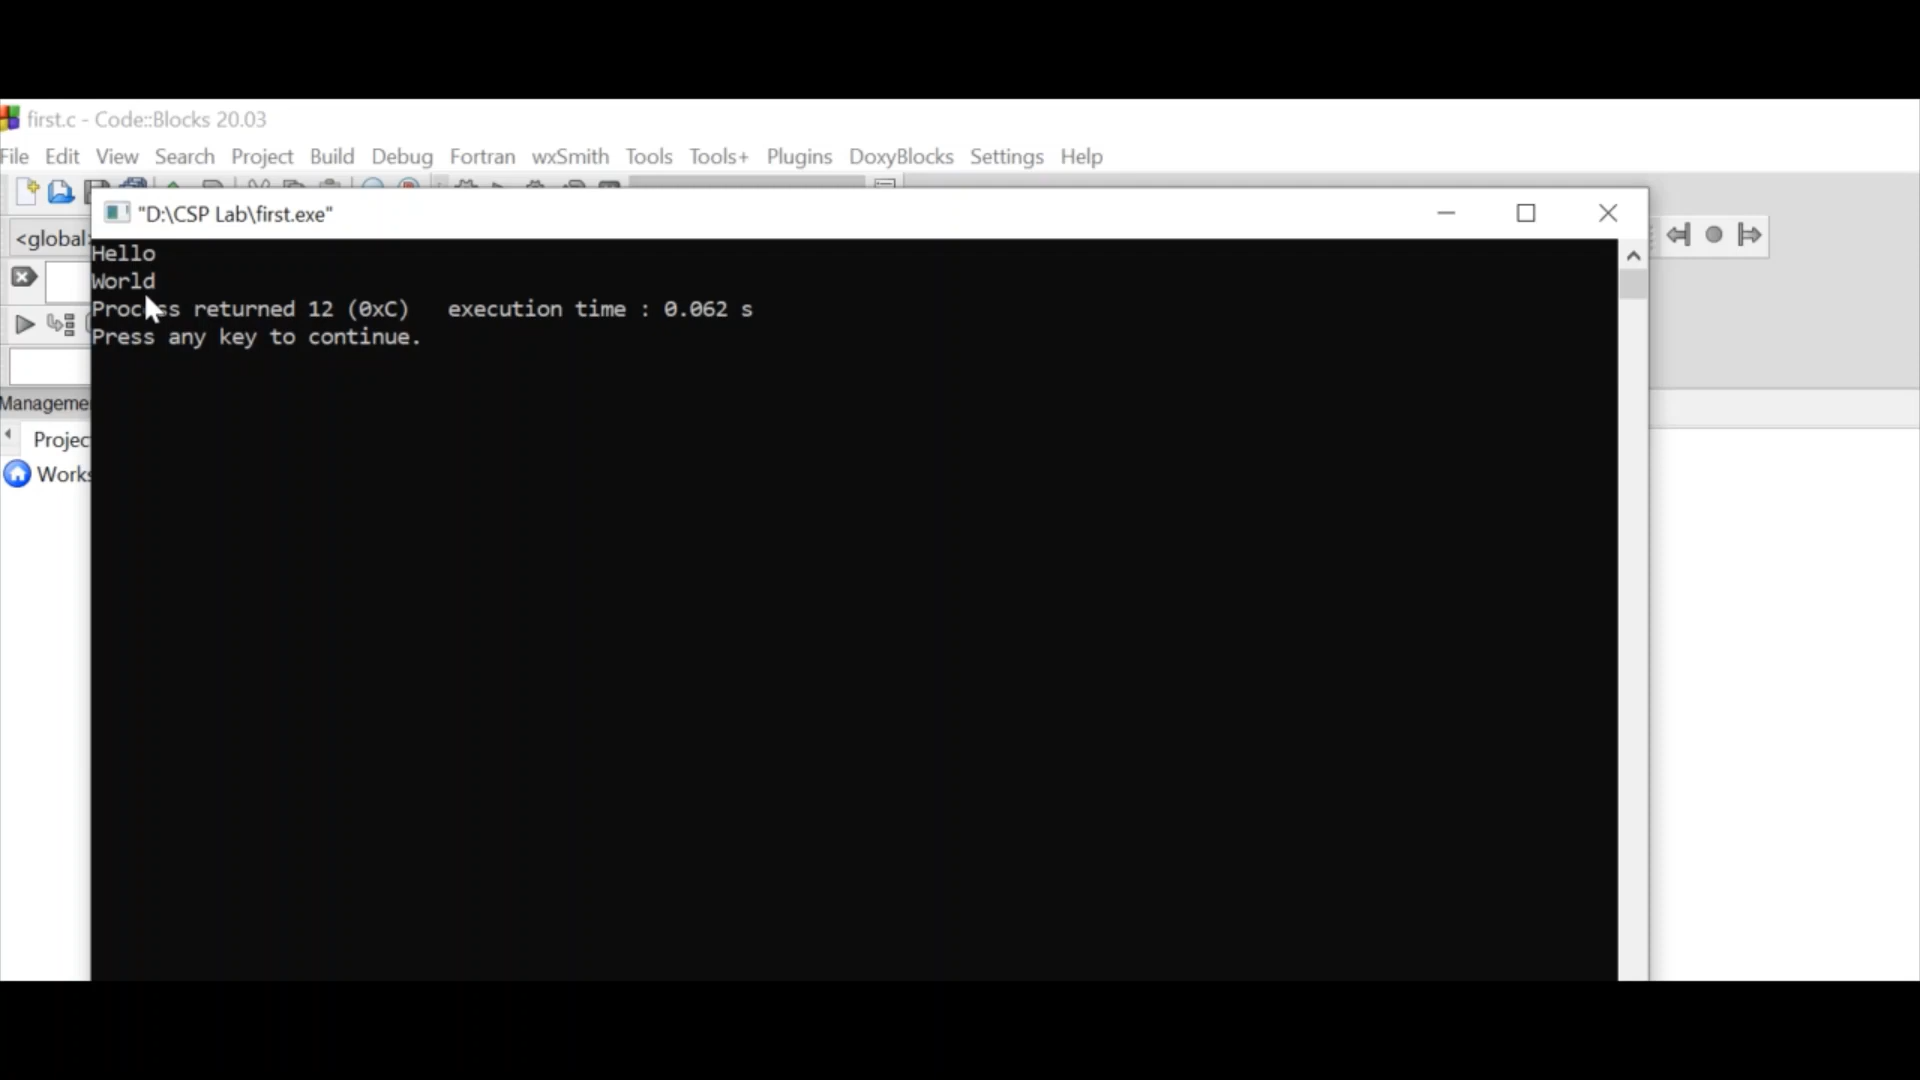 first.c - Code::Blocks 20.03
File Edit View Search Project Build Debug Fortran wxSmith Tools Tools+ Plugins DoxyBlocks Settings Help
"D:\CSP Lab\first.exe"
<global>
Hello
World
Process returned 12 (0xC)   execution time : 0.062 s
Press any key to continue.
Manageme
Projec
Works